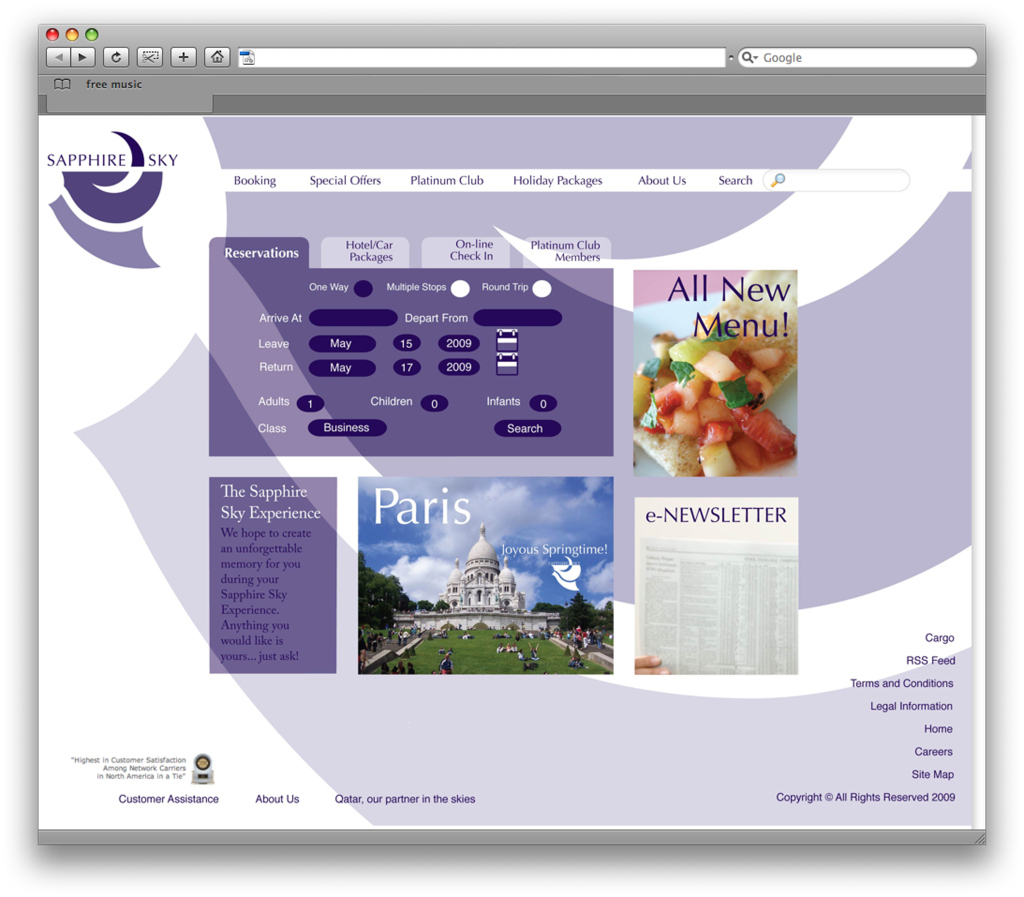 Google
free music
SAPPHIRE SKY
Booking
Special Offers
Platinum Club
Holiday Packages
About Us
Search
Reservations
Hotel/Car
Packages
On-line
Check In
Platinum Club
Members
One Way
Multiple Stops
Round Trip
Arrive At
Depart From
Leave
May
15
2009
Return
May
17
2009
Adults
1
Children
0
Infants
0
Class
Business
Search
All New
Menu!
The Sapphire
Sky Experience
We hope to create
an unforgettable
memory for you
during your
Sapphire Sky
Experience.
Anything you
would like is
yours... just ask!
Paris
Joyous Springtime!
e-NEWSLETTER
Cargo
RSS Feed
Terms and Conditions
Legal Information
Home
Careers
Site Map
Copyright © All Rights Reserved 2009
"Highest in Customer Satisfaction
Among Network Carriers
in North America in a Tie"
Customer Assistance
About Us
Qatar, our partner in the skies